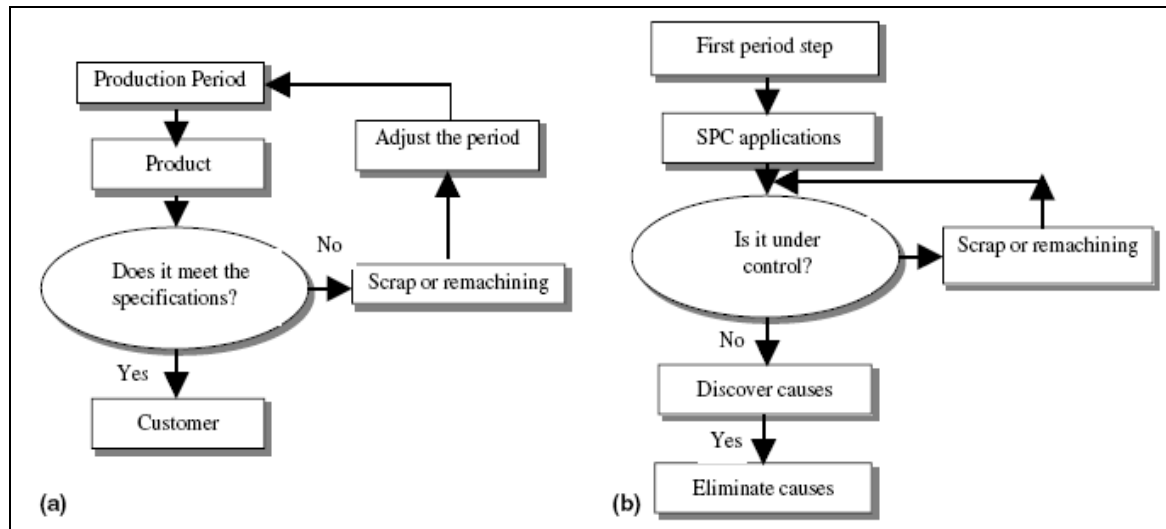 Production Period
Product
Does it meet the
specifications?
No
Scrap or remachining
Adjust the period
Yes
Customer
(a)
First period step
SPC applications
Is it under
control?
Scrap or remachining
No
Discover causes
Yes
Eliminate causes
(b)